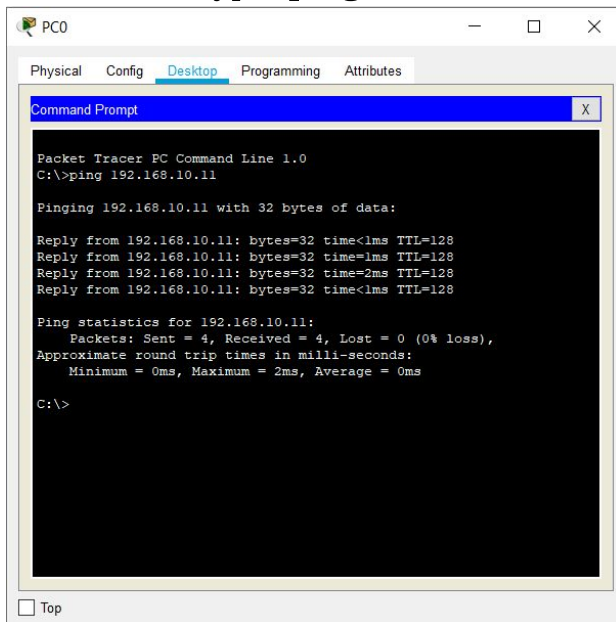 PC0
Physical Config Desktop Programming Attributes
Command Prompt
X
Packet Tracer PC Command Line 1.0
C:\>ping 192.168.10.11
Pinging 192.168.10.11 with 32 bytes of data:
Reply from 192.168.10.11: bytes=32 time<1ms TTL=128
Reply from 192.168.10.11: bytes=32 time=1ms TTL=128
Reply from 192.168.10.11: bytes=32 time=2ms TTL=128
Reply from 192.168.10.11: bytes=32 time<1ms TTL=128
Ping statistics for 192.168.10.11:
Packets: Sent = 4, Received = 4, Lost = 0 (0% loss),
Approximate round trip times in milli-seconds:
Minimum = 0ms, Maximum = 2ms, Average = 0ms
C:\>
Top